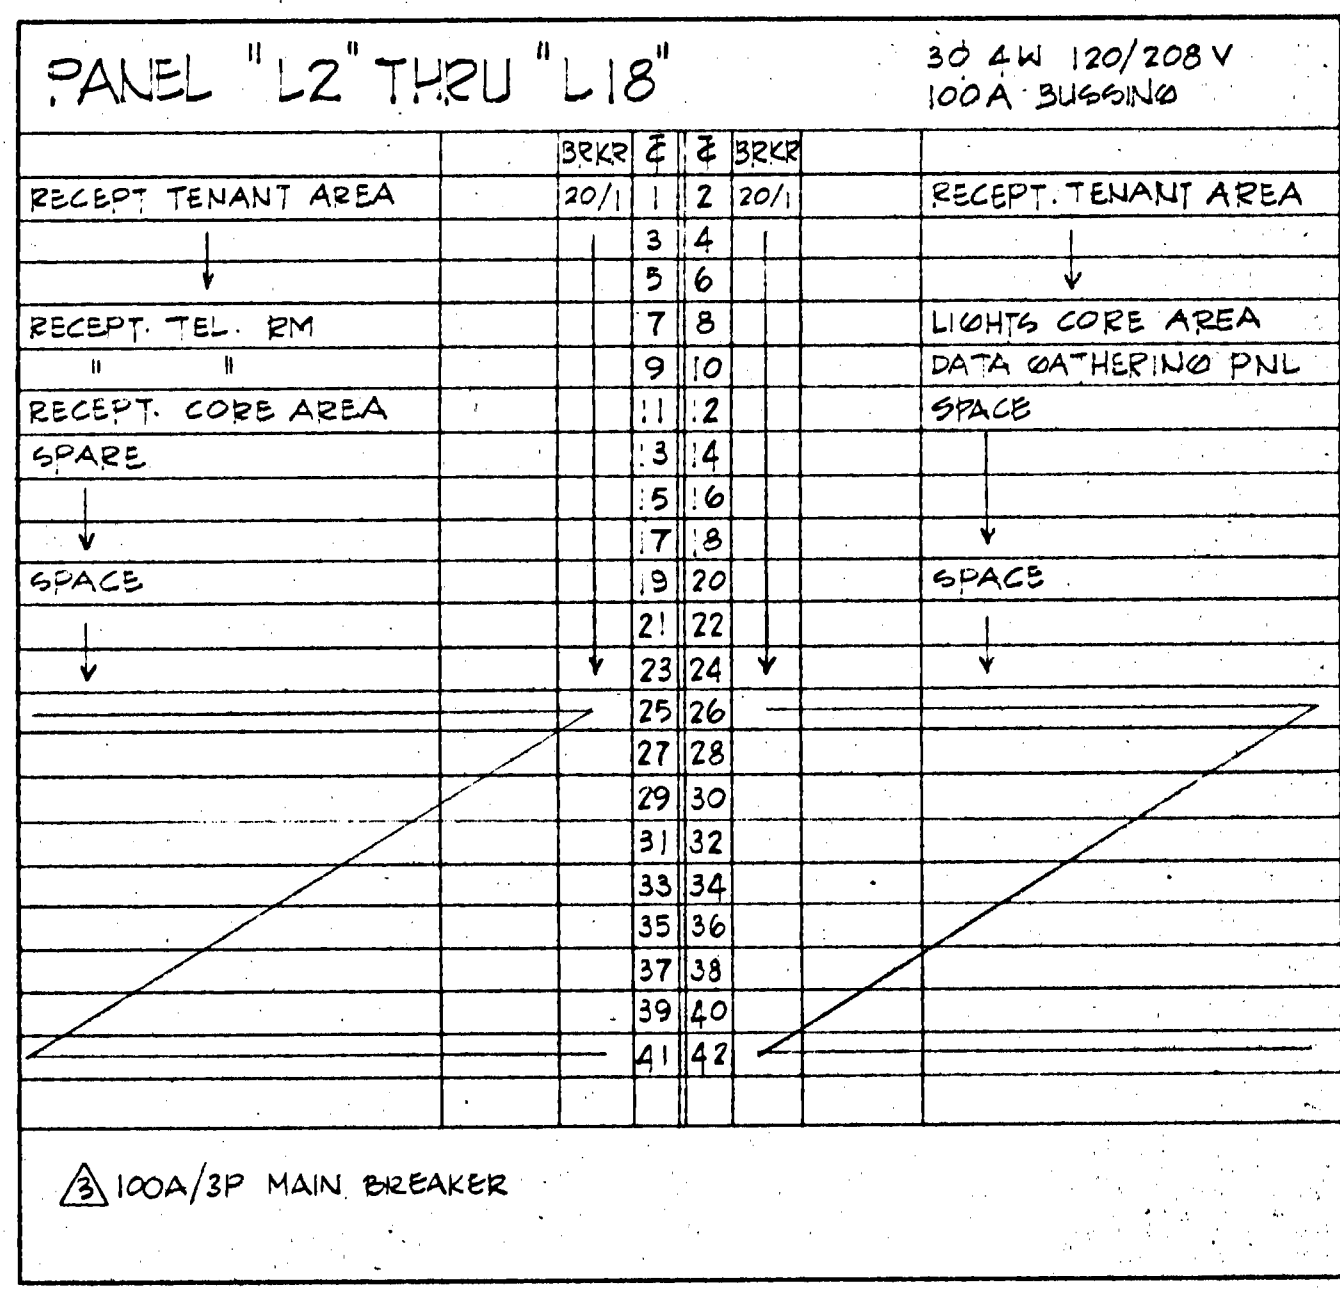 PANEL "L2" THRU "L18"
3Ø 4W 120/208 V
100A BUSSING
BRKR ₵ ₵ BRKR
RECEPT TENANT AREA 20/1 1 2 20/1 RECEPT. TENANT AREA
3 4
5 6
RECEPT. TEL. RM 7 8 LIGHTS CORE AREA
" " 9 10 DATA GATHERING PNL
RECEPT. CORE AREA 11 12 SPACE
SPARE 13 14
15 16
17 18
SPACE 19 20 SPACE
21 22
23 24
25 26
27 28
29 30
31 32
33 34
35 36
37 38
39 40
41 42
3 100A/3P MAIN BREAKER